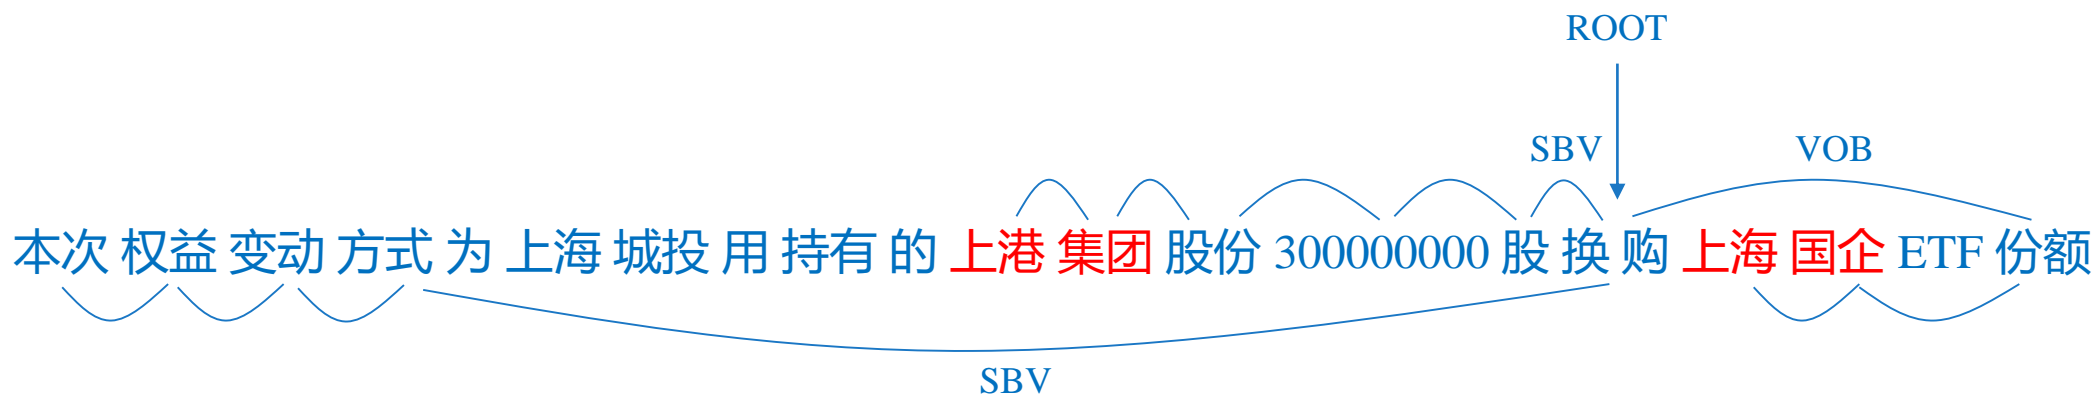 ROOT
SBV VOB
本次 权益 变动 方式 为 上海 城投 用 持有 的 上港 集团 股份 300000000 股 换 购 上海 国企 ETF 份额
SBV